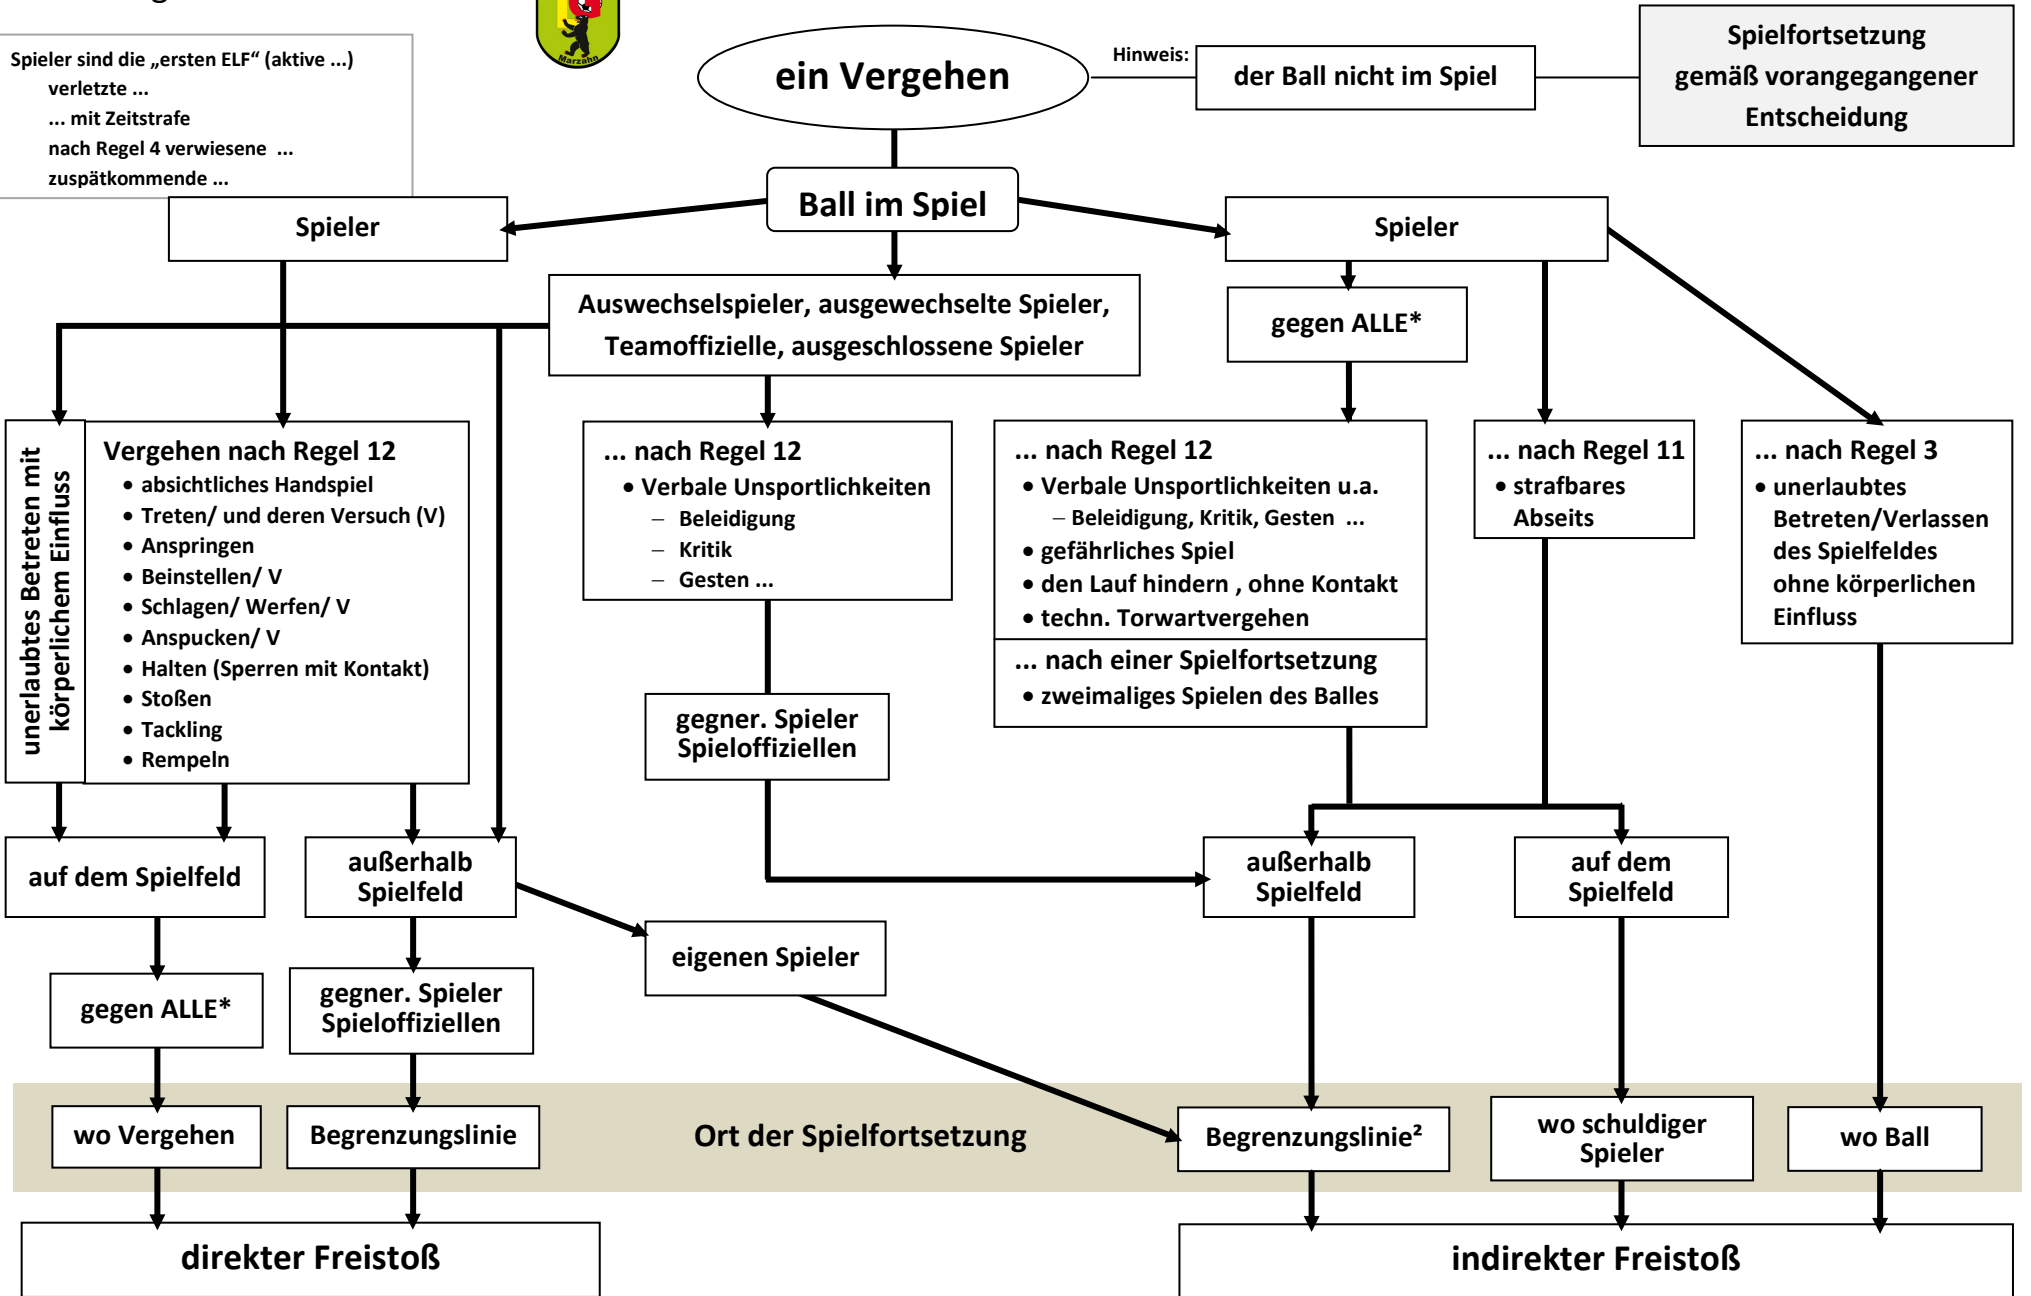 Spieler sind die „ersten ELF“ (aktive ...)
verletzte ...
... mit Zeitstrafe
nach Regel 4 verwiesene ...
zuspätkommende ...
Marzahn
ein Vergehen
Hinweis:
der Ball nicht im Spiel
Spielfortsetzung
gemäß vorangegangener
Entscheidung
Ball im Spiel
Spieler
Spieler
Auswechselspieler, ausgewechselte Spieler,
Teamoffizielle, ausgeschlossene Spieler
gegen ALLE*
unerlaubtes Betreten mit
körperlichem Einfluss
Vergehen nach Regel 12
• absichtliches Handspiel
• Treten/ und deren Versuch (V)
• Anspringen
• Beinstellen/ V
• Schlagen/ Werfen/ V
• Anspucken/ V
• Halten (Sperren mit Kontakt)
• Stoßen
• Tackling
• Rempeln
... nach Regel 12
• Verbale Unsportlichkeiten
– Beleidigung
– Kritik
– Gesten ...
... nach Regel 12
• Verbale Unsportlichkeiten u.a.
– Beleidigung, Kritik, Gesten ...
• gefährliches Spiel
• den Lauf hindern , ohne Kontakt
• techn. Torwartvergehen
... nach einer Spielfortsetzung
• zweimaliges Spielen des Balles
... nach Regel 11
• strafbares
Abseits
... nach Regel 3
• unerlaubtes
Betreten/Verlassen
des Spielfeldes
ohne körperlichen
Einfluss
gegner. Spieler
Spieloffiziellen
auf dem Spielfeld
außerhalb
Spielfeld
außerhalb
Spielfeld
auf dem
Spielfeld
eigenen Spieler
gegen ALLE*
gegner. Spieler
Spieloffiziellen
wo Vergehen
Begrenzungslinie
Ort der Spielfortsetzung
Begrenzungslinie²
wo schuldiger
Spieler
wo Ball
direkter Freistoß
indirekter Freistoß